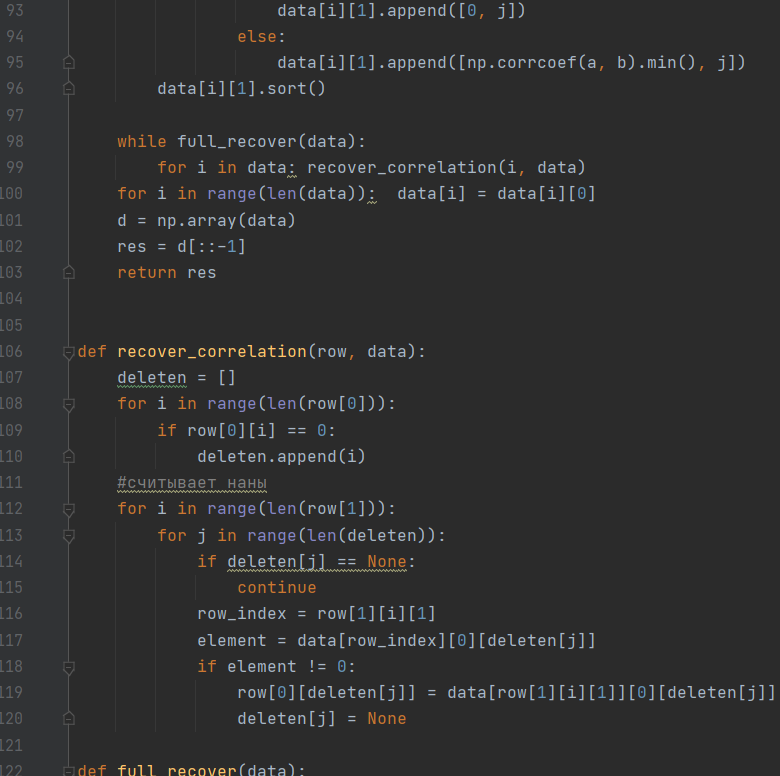 93 data[i][1].append([0, j])
94 else:
95 data[i][1].append([np.corrcoef(a, b).min(), j])
96 data[i][1].sort()
97
98 while full_recover(data):
99 for i in data: recover_correlation(i, data)
100 for i in range(len(data)):  data[i] = data[i][0]
101 d = np.array(data)
102 res = d[::-1]
103 return res
104
105
106 def recover_correlation(row, data):
107 deleten = []
108 for i in range(len(row[0])):
109 if row[0][i] == 0:
110 deleten.append(i)
111 #считывает наны
112 for i in range(len(row[1])):
113 for j in range(len(deleten)):
114 if deleten[j] == None:
115 continue
116 row_index = row[1][i][1]
117 element = data[row_index][0][deleten[j]]
118 if element != 0:
119 row[0][deleten[j]] = data[row[1][i][1]][0][deleten[j]]
120 deleten[j] = None
121
122 def full_recover(data):